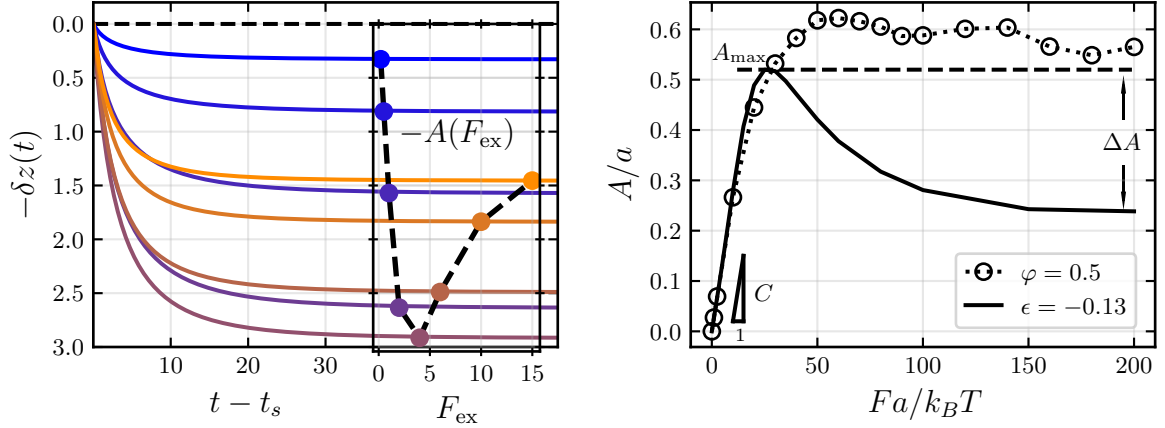 0.0
0.5
1.0
1.5
2.0
2.5
3.0
−δz(t)
10
20
30
t − t_s
−A(F_ex)
0
5
10
15
F_ex
0.0
0.1
0.2
0.3
0.4
0.5
0.6
A/a
A_max
ΔA
C
1
φ = 0.5
ϵ = −0.13
0
50
100
150
200
Fa/k_BT